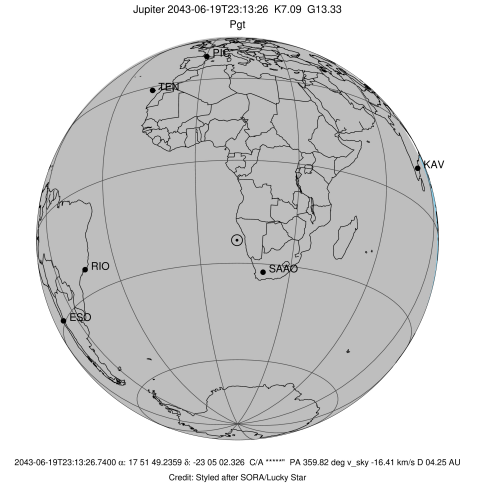 Jupiter 2043-06-19T23:13:26 K7.09 G13.33
Pgt
PIC
TEN
KAV
SAAO
RIO
ESO
2043-06-19T23:13:26.7400 α: 17 51 49.2359 δ: -23 05 02.326 C/A *****" PA 359.82 deg v_sky -16.41 km/s D 04.25 AU
Credit: Styled after SORA/Lucky Star